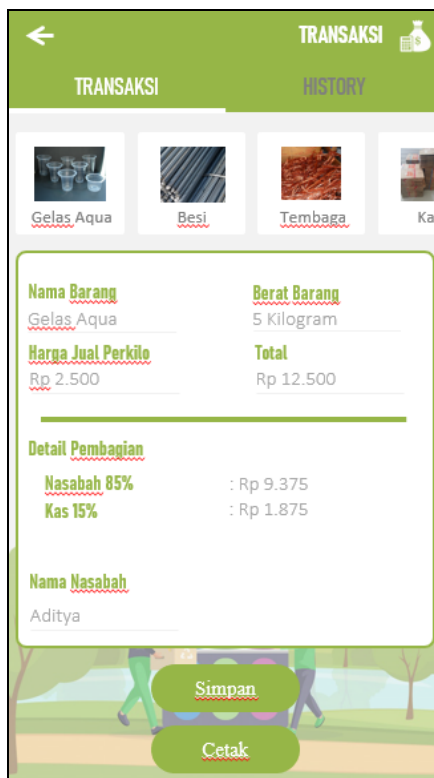 TRANSAKSI
TRANSAKSI HISTORY
Gelas Aqua Besi Tembaga Ka
Nama Barang Berat Barang
Gelas Aqua 5 Kilogram
Harga Jual Perkilo Total
Rp 2.500 Rp 12.500
Detail Pembagian
Nasabah 85% : Rp 9.375
Kas 15% : Rp 1.875
Nama Nasabah
Aditya
Simpan
Cetak